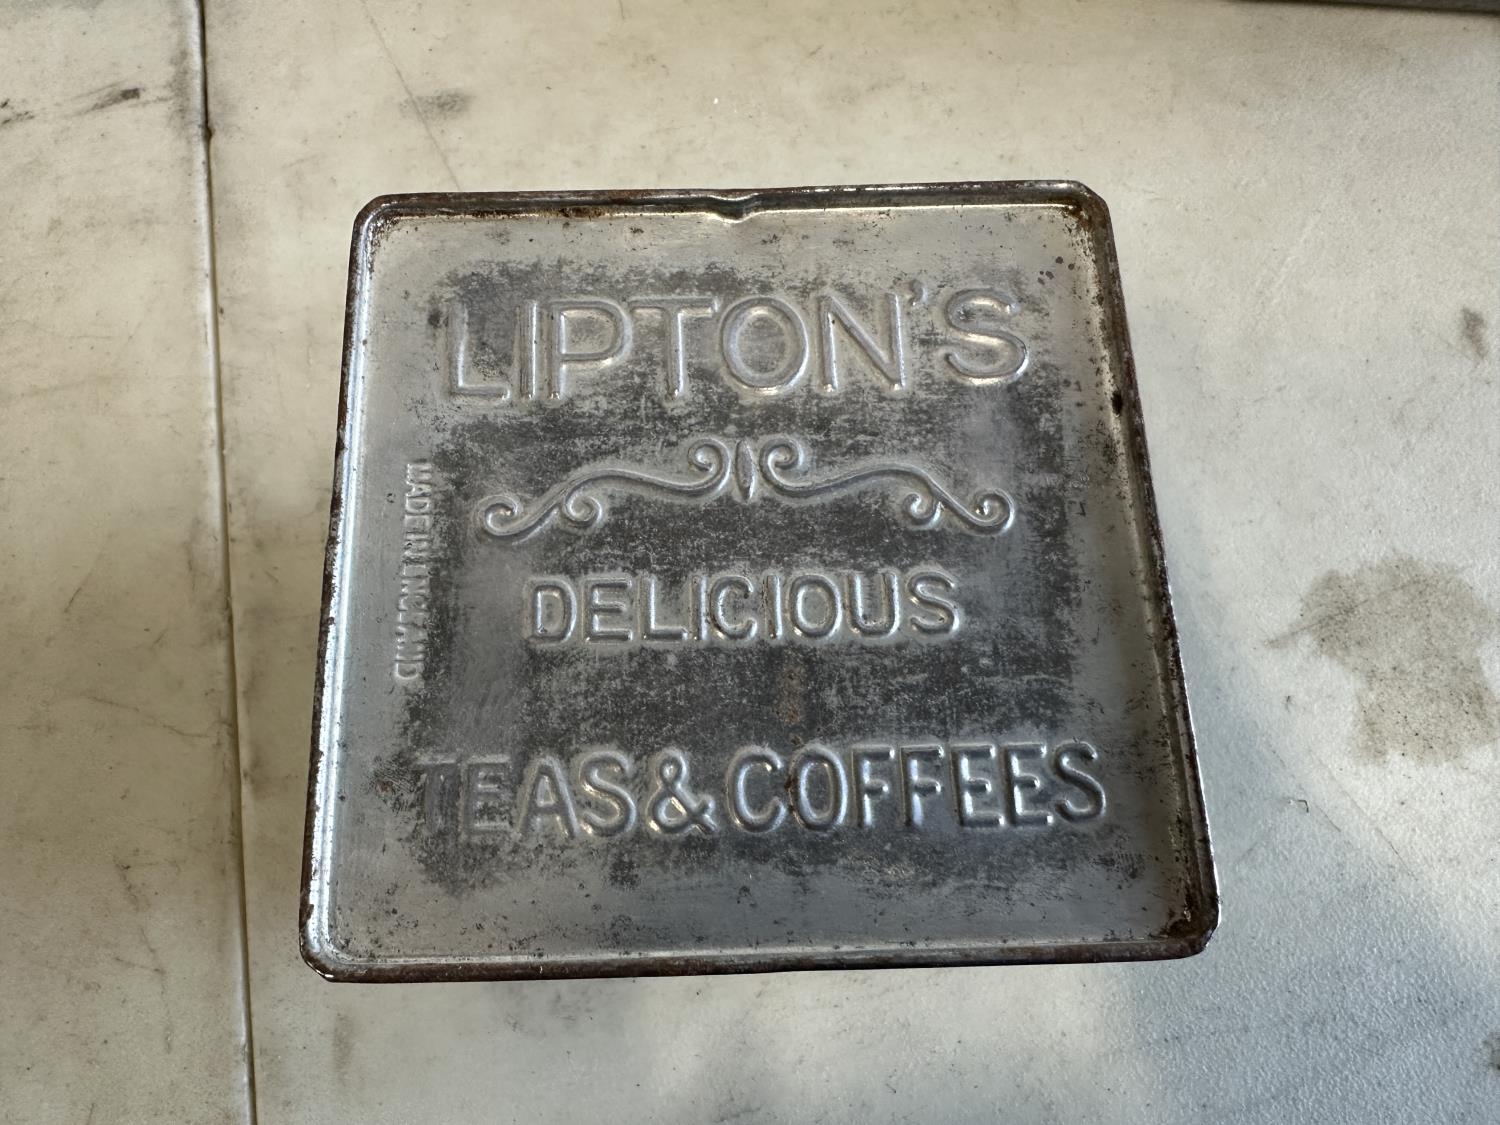 LIPTON'S
DELICIOUS
TEAS & COFFEES
MADE IN ENGLAND